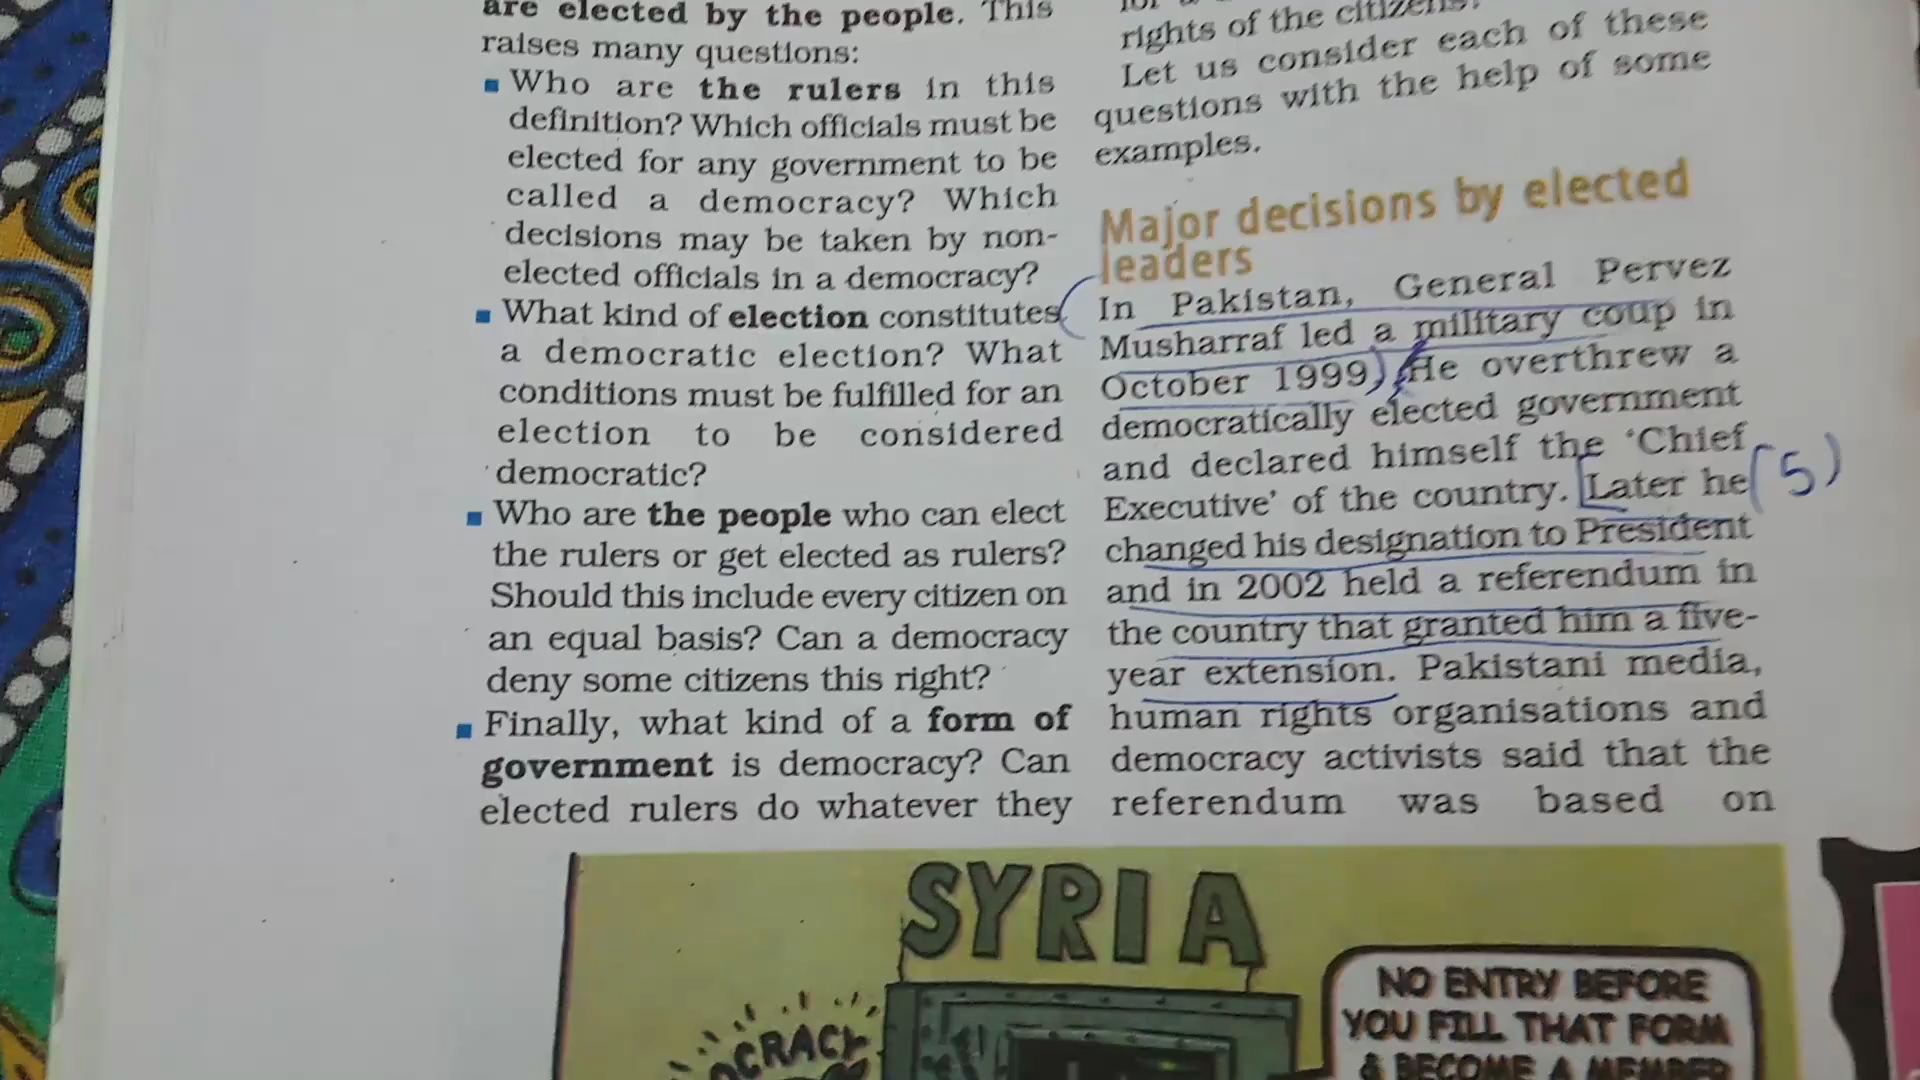 are elected by the people. This
raises many questions:
Who are the rulers in this
definition? Which officials must be
elected for any government to be
called a democracy? Which
decisions may be taken by non-
elected officials in a democracy?
What kind of election constitutes
a democratic election? What
conditions must be fulfilled for an
election to be considered
democratic?
Who are the people who can elect
the rulers or get elected as rulers?
Should this include every citizen on
an equal basis? Can a democracy
deny some citizens this right?
Finally, what kind of a form of
government is democracy? Can
elected rulers do whatever they
rights of the citizens?
Let us consider each of these
questions with the help of some
examples.
Major decisions by elected
leaders
In Pakistan, General Pervez
Musharraf led a military coup in
October 1999. He overthrew a
democratically elected government
and declared himself the ‘Chief
Executive’ of the country. Later he
(5)
changed his designation to President
and in 2002 held a referendum in
the country that granted him a five-
year extension. Pakistani media,
human rights organisations and
democracy activists said that the
referendum was based on
SYRIA
NO ENTRY BEFORE
YOU FILL THAT FORM
& BECOME A MEMBER